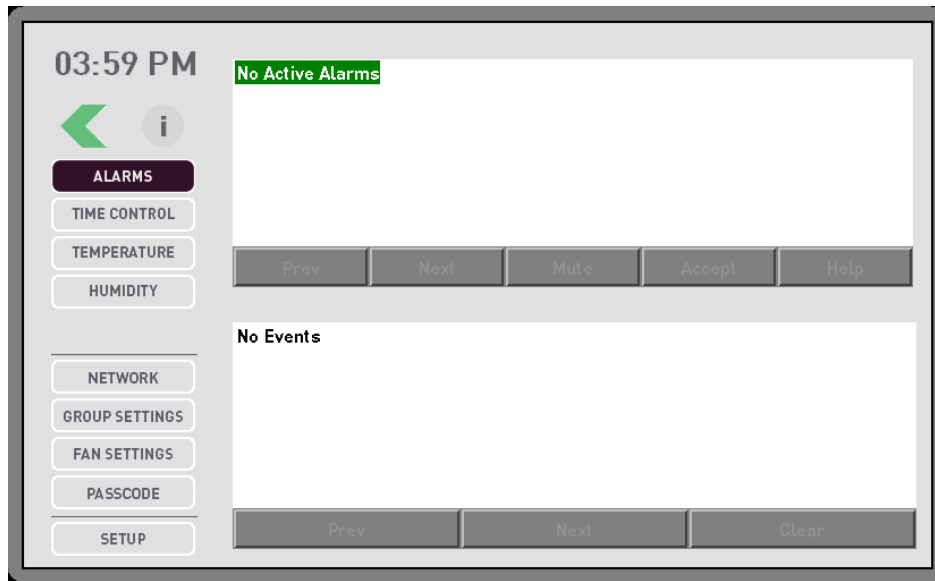 03:59 PM
i
ALARMS
TIME CONTROL
TEMPERATURE
HUMIDITY
NETWORK
GROUP SETTINGS
FAN SETTINGS
PASSCODE
SETUP
No Active Alarms
Prev Next Mute Accept Help
No Events
Prev Next Clear